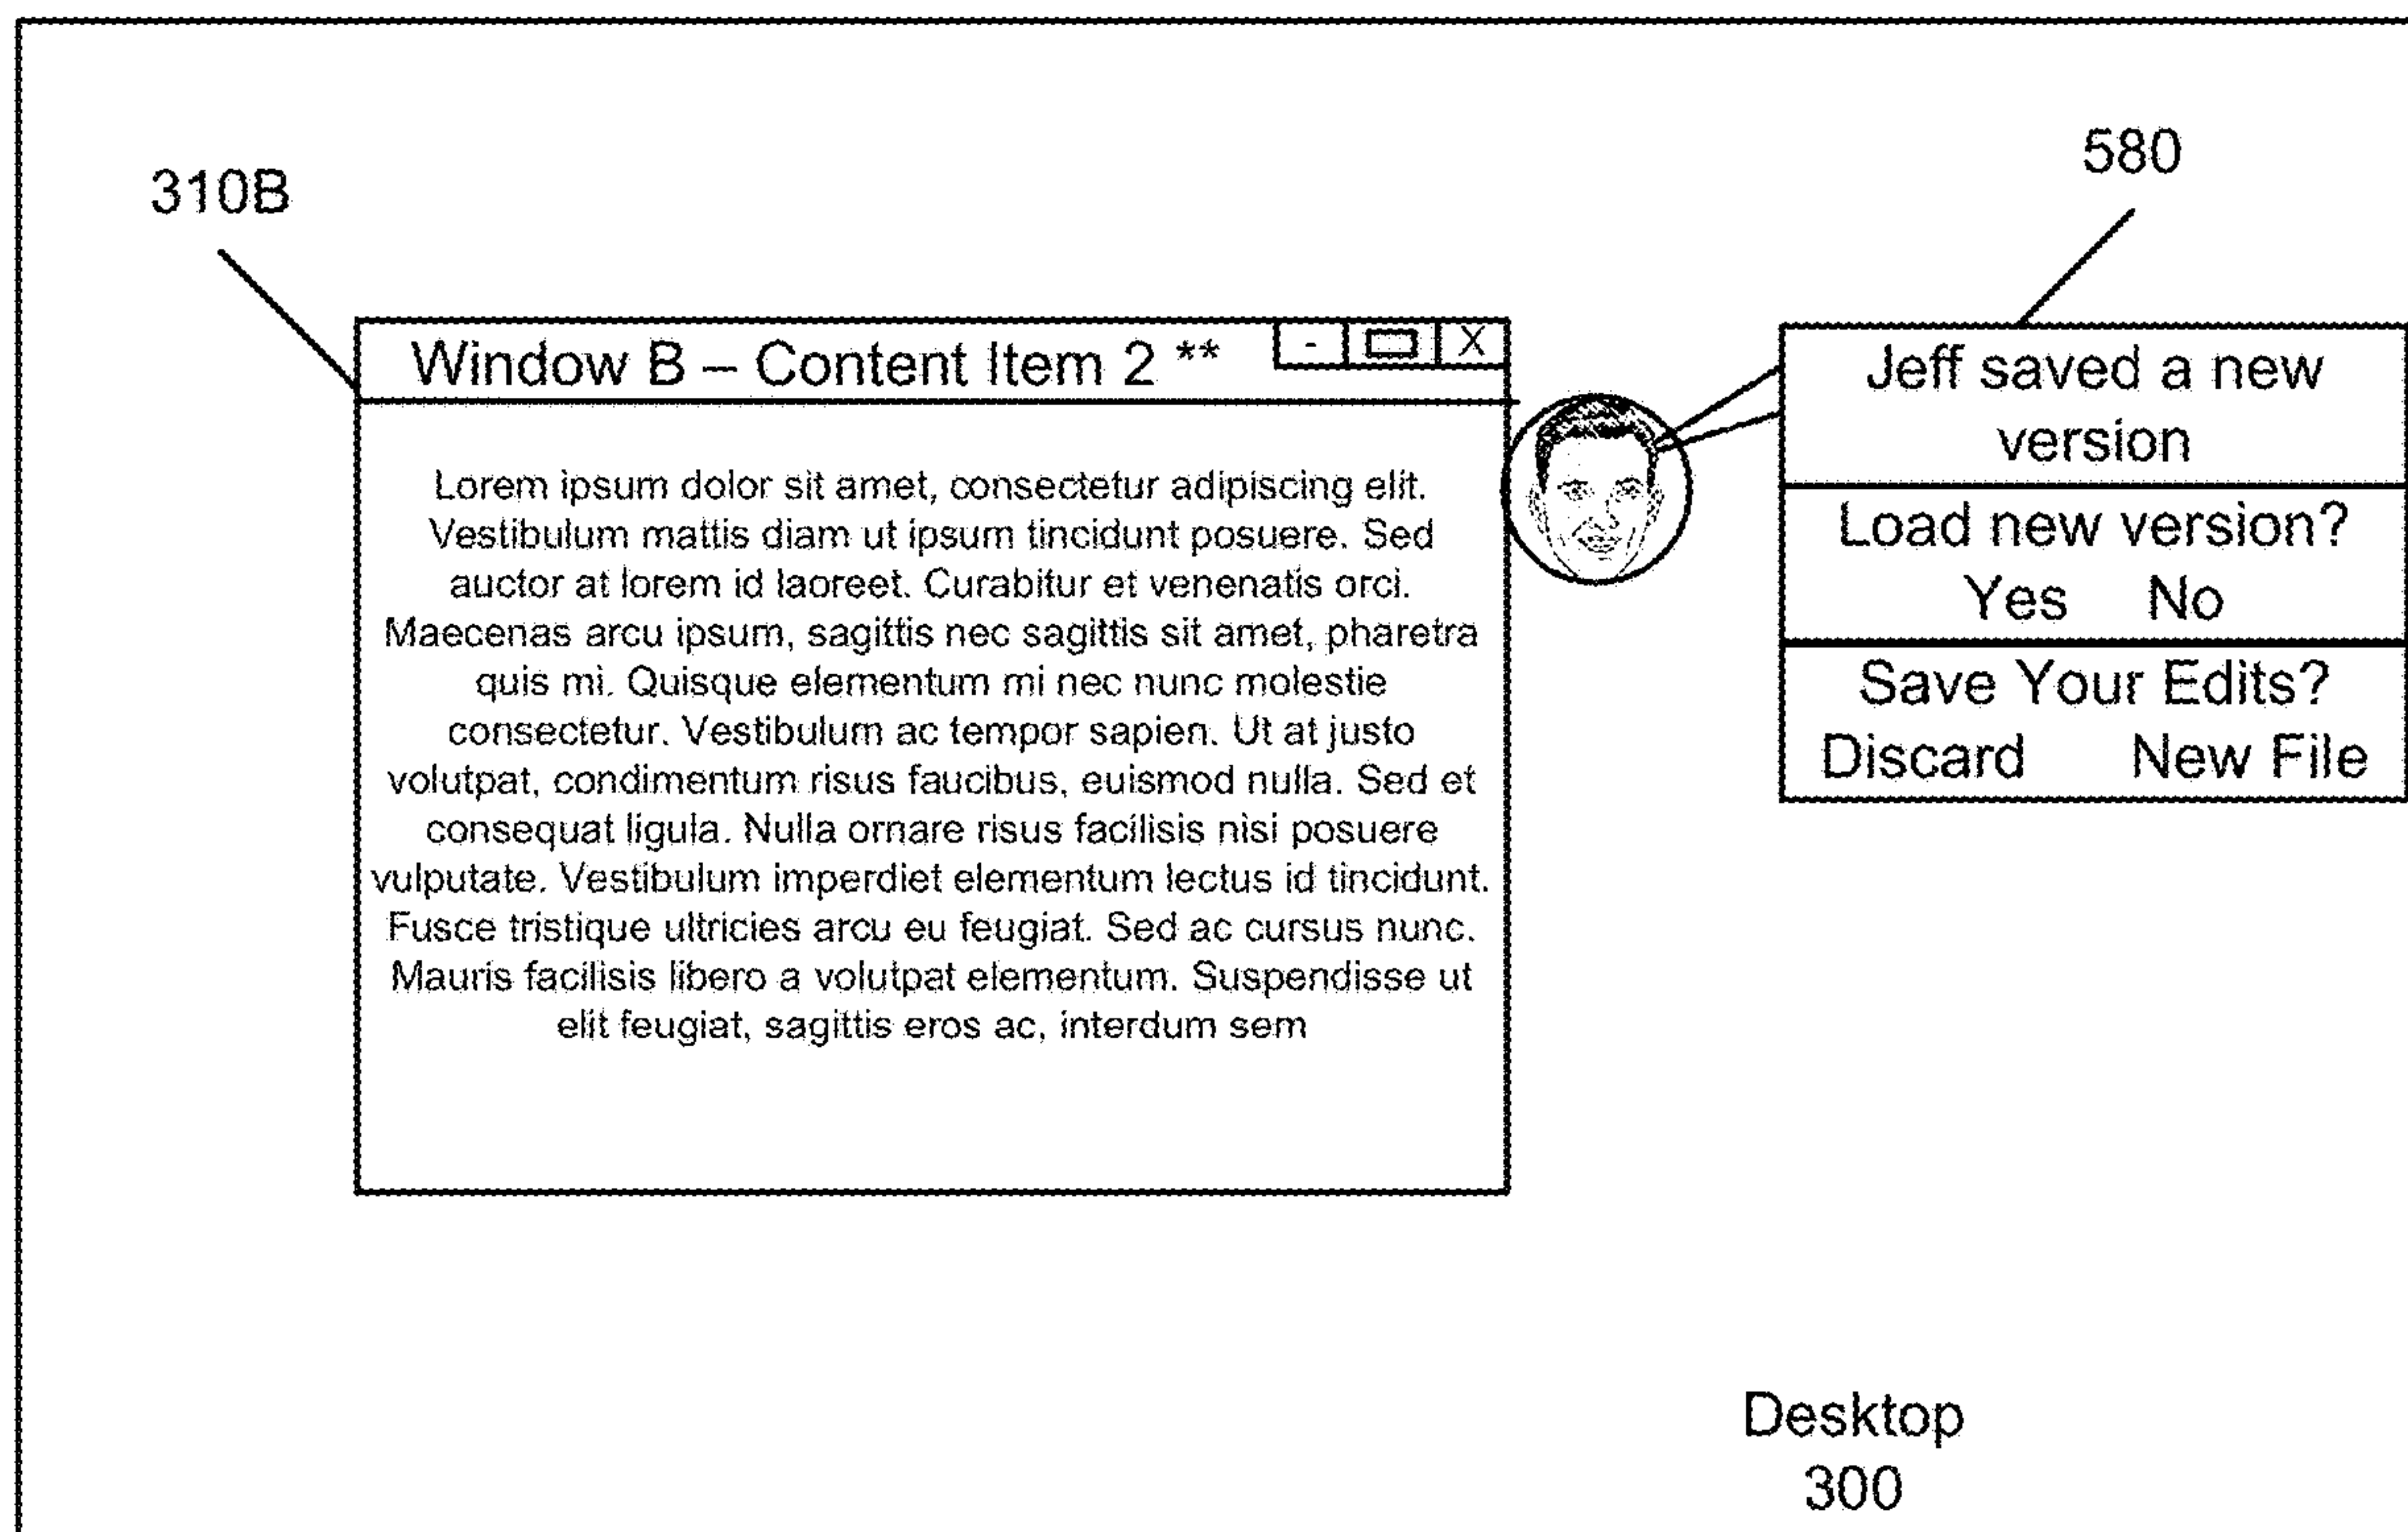 310B
580
Window B – Content Item 2 **
- X
Lorem ipsum dolor sit amet, consectetur adipiscing elit.
Vestibulum mattis diam ut ipsum tincidunt posuere. Sed
auctor at lorem id laoreet. Curabitur et venenatis orci.
Maecenas arcu ipsum, sagittis nec sagittis sit amet, pharetra
quis mi. Quisque elementum mi nec nunc molestie
consectetur. Vestibulum ac tempor sapien. Ut at justo
volutpat, condimentum risus faucibus, euismod nulla. Sed et
consequat ligula. Nulla ornare risus facilisis nisi posuere
vulputate. Vestibulum imperdiet elementum lectus id tincidunt.
Fusce tristique ultricies arcu eu feugiat. Sed ac cursus nunc.
Mauris facilisis libero a volutpat elementum. Suspendisse ut
elit feugiat, sagittis eros ac, interdum sem
Jeff saved a new
version
Load new version?
Yes No
Save Your Edits?
Discard New File
Desktop
300